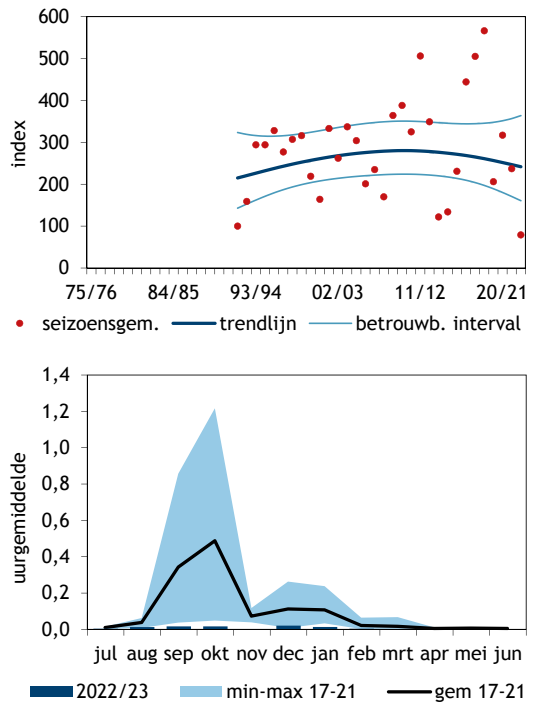 600
500
400
300
200
100
0
index
75/76 84/85 93/94 02/03 11/12 20/21
seizoensgem. trendlijn betrouwb. interval
1,4
1,2
1,0
0,8
0,6
0,4
0,2
0,0
uurgemiddelde
jul aug sep okt nov dec jan feb mrt apr mei jun
2022/23 min-max 17-21 gem 17-21